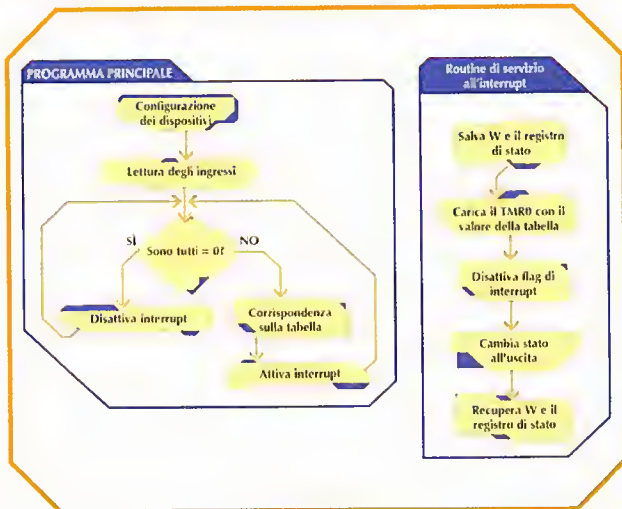 PROGRAMMA PRINCIPALE
Configurazione
dei dispositivi
Lettura degli ingressi
SÌ
Sono tutti = 0?
NO
Disattiva interrupt
Corrispondenza
sulla tabella
Attiva interrupt
Routine di servizio
all'interrupt
Salva W e il registro
di stato
Carica il TMR0 con il
valore della tabella
Disattiva flag di
interrupt
Cambia stato
all'uscita
Recupera W e il
registro di stato